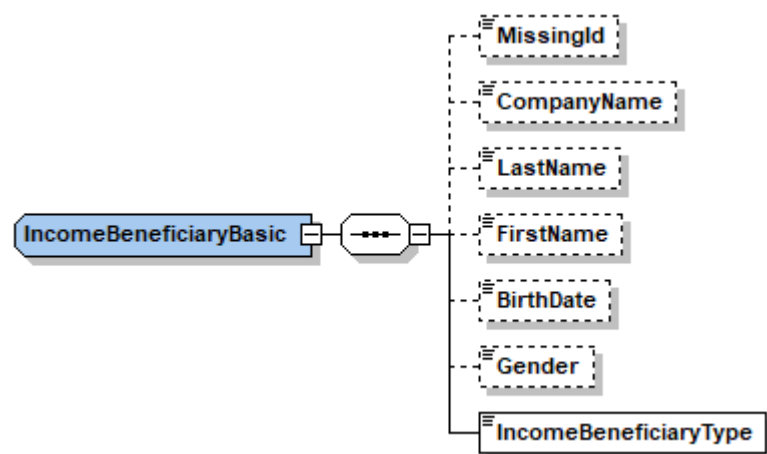 MissingId
CompanyName
LastName
IncomeBeneficiaryBasic
FirstName
BirthDate
Gender
IncomeBeneficiaryType